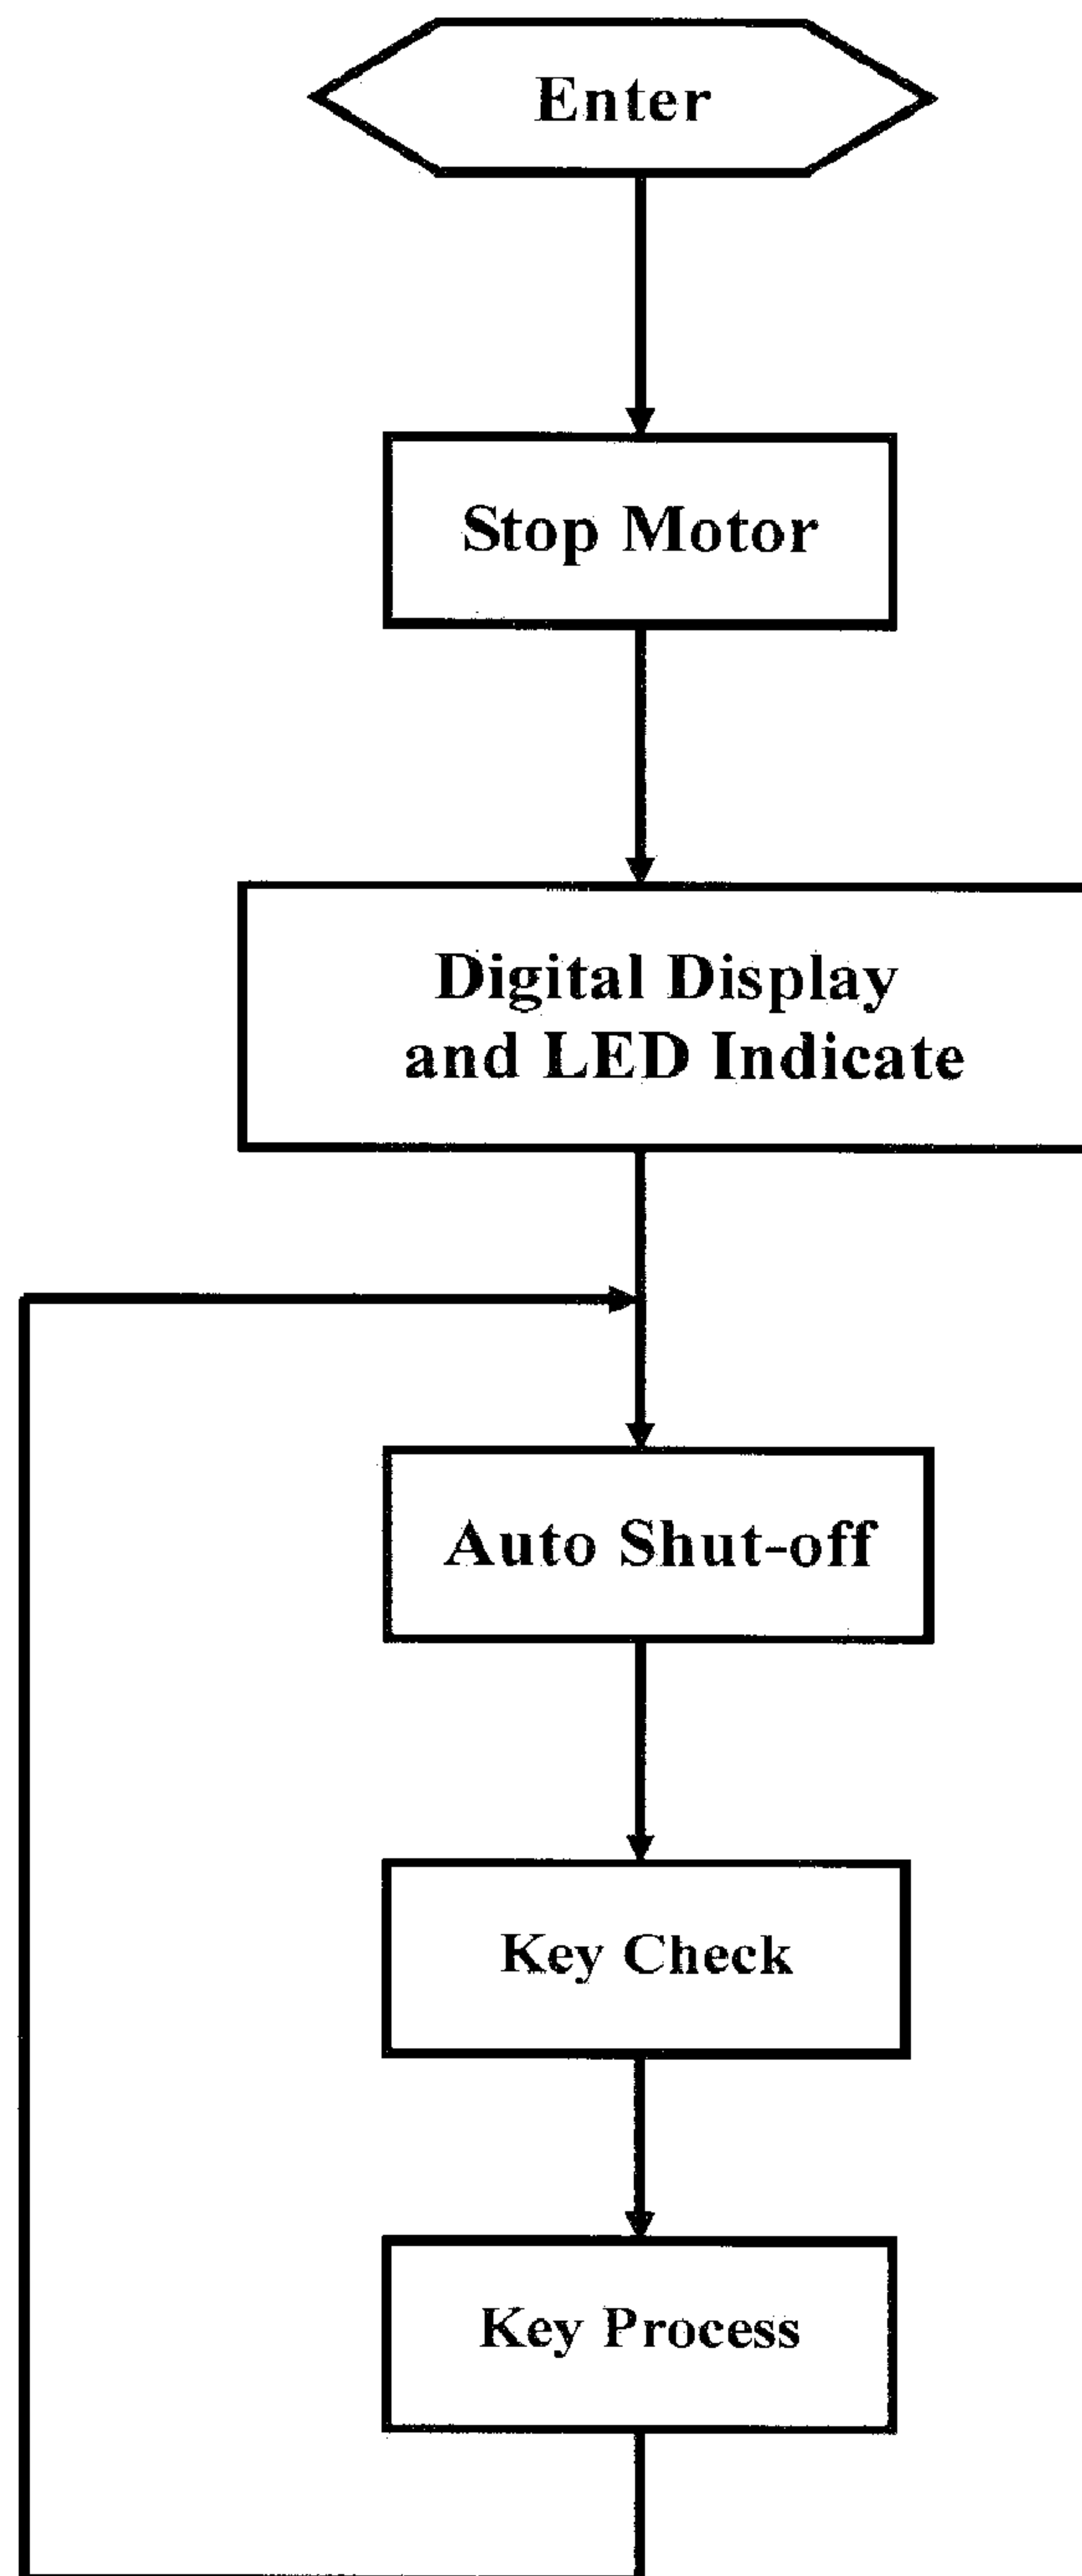 Enter
Stop Motor
Digital Display
and LED Indicate
Auto Shut-off
Key Check
Key Process